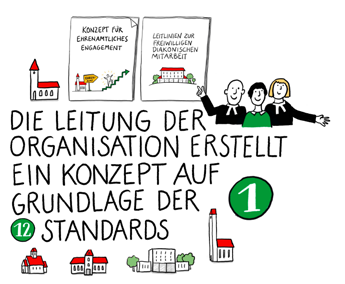 KONZEPT FÜR
EHRENAMTLICHES
ENGAGEMENT
LEITLINIEN ZUR
FREIWILLIGEN
DIAKONISCHEN
MITARBEIT
DIE LEITUNG DER
ORGANISATION ERSTELLT
EIN KONZEPT AUF
GRUNDLAGE DER 1
12 STANDARDS